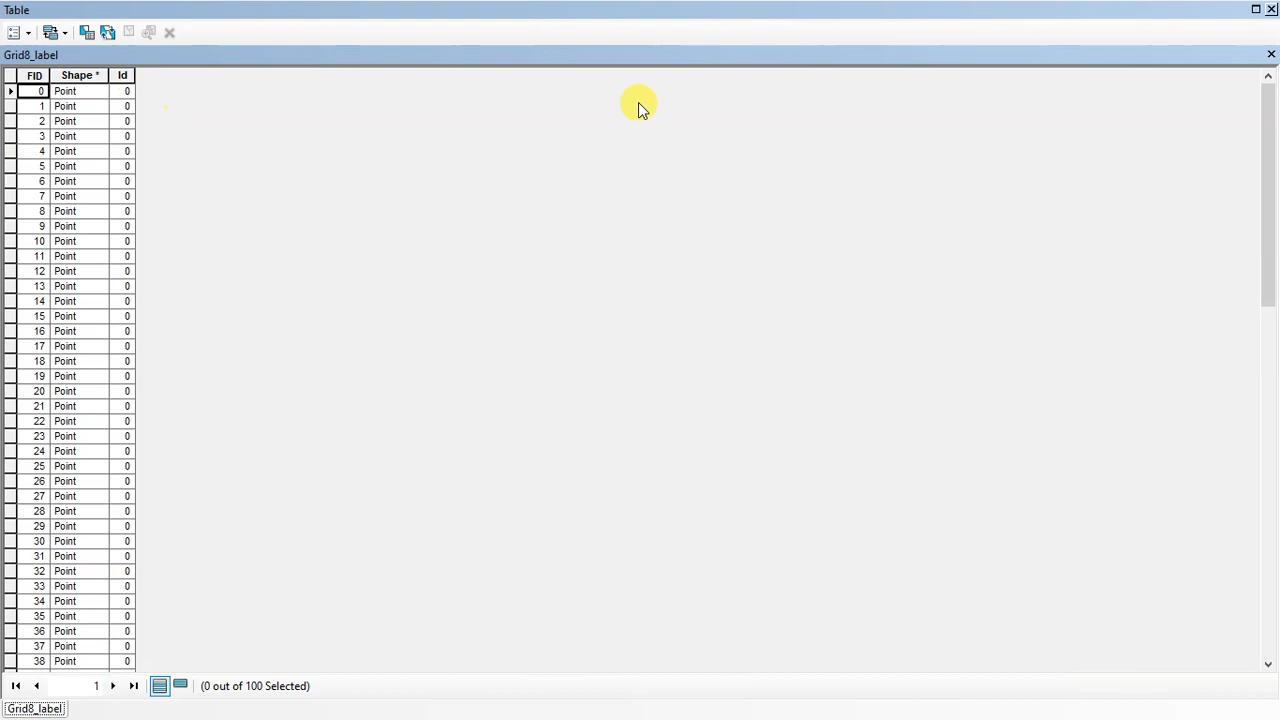 Table
Grid8_label
FID Shape * Id
0 Point 0
1 Point 0
2 Point 0
3 Point 0
4 Point 0
5 Point 0
6 Point 0
7 Point 0
8 Point 0
9 Point 0
10 Point 0
11 Point 0
12 Point 0
13 Point 0
14 Point 0
15 Point 0
16 Point 0
17 Point 0
18 Point 0
19 Point 0
20 Point 0
21 Point 0
22 Point 0
23 Point 0
24 Point 0
25 Point 0
26 Point 0
27 Point 0
28 Point 0
29 Point 0
30 Point 0
31 Point 0
32 Point 0
33 Point 0
34 Point 0
35 Point 0
36 Point 0
37 Point 0
38 Point 0
1 (0 out of 100 Selected)
Grid8_label